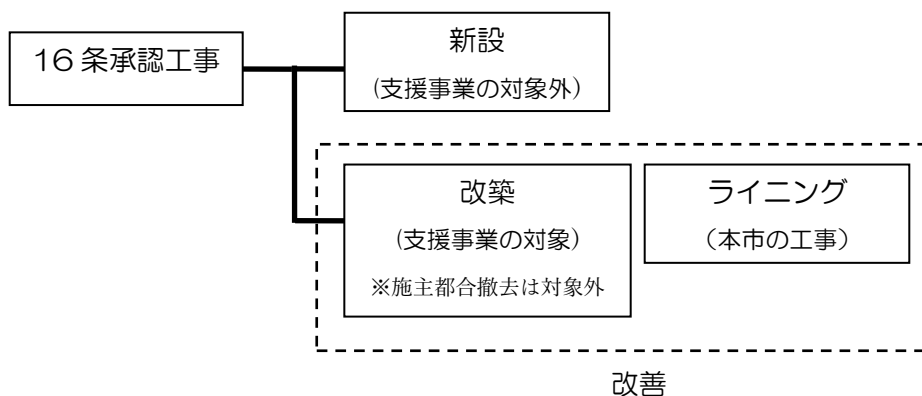 16条承認工事
新設
(支援事業の対象外)
改築
(支援事業の対象)
※施主都合撤去は対象外
ライニング
（本市の工事）
改善